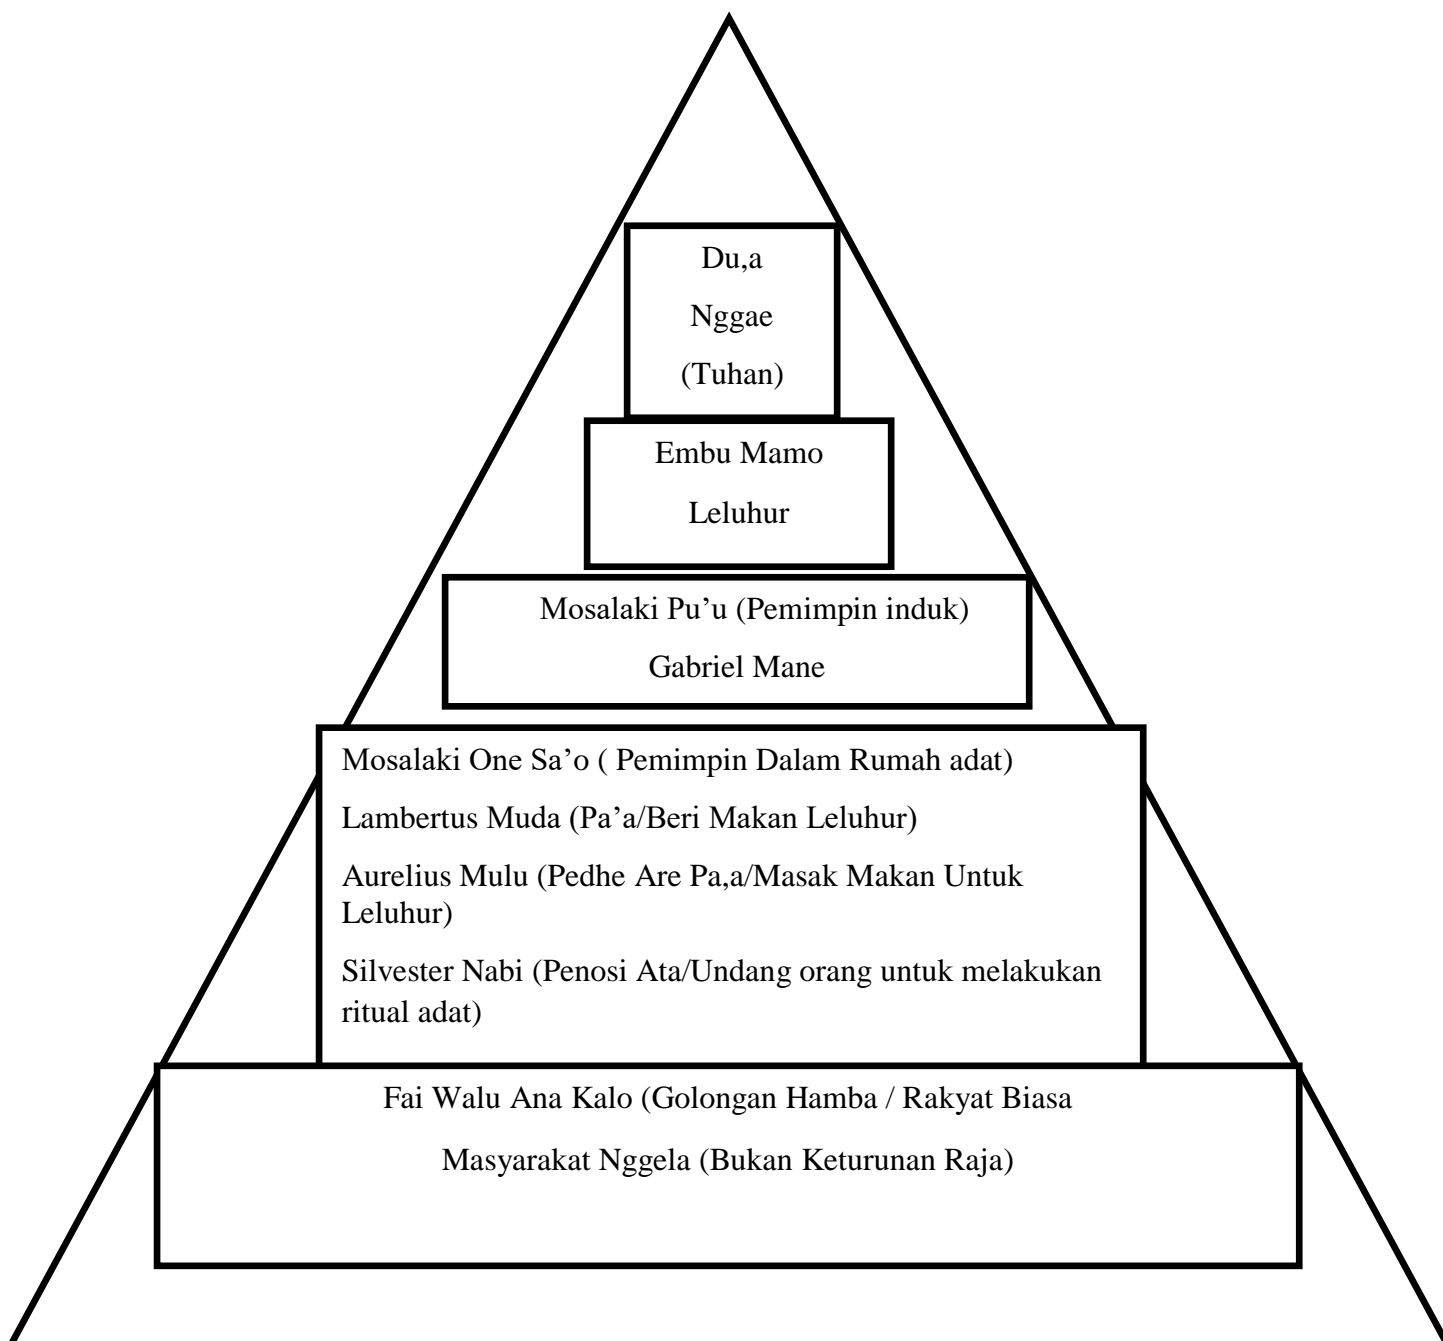 Du,a
Nggae
(Tuhan)
Embu Mamo
Leluhur
Mosalaki Pu’u (Pemimpin induk)
Gabriel Mane
Mosalaki One Sa’o ( Pemimpin Dalam Rumah adat)
Lambertus Muda (Pa’a/Beri Makan Leluhur)
Aurelius Mulu (Pedhe Are Pa,a/Masak Makan Untuk
Leluhur)
Silvester Nabi (Penosi Ata/Undang orang untuk melakukan
ritual adat)
Fai Walu Ana Kalo (Golongan Hamba / Rakyat Biasa
Masyarakat Nggela (Bukan Keturunan Raja)